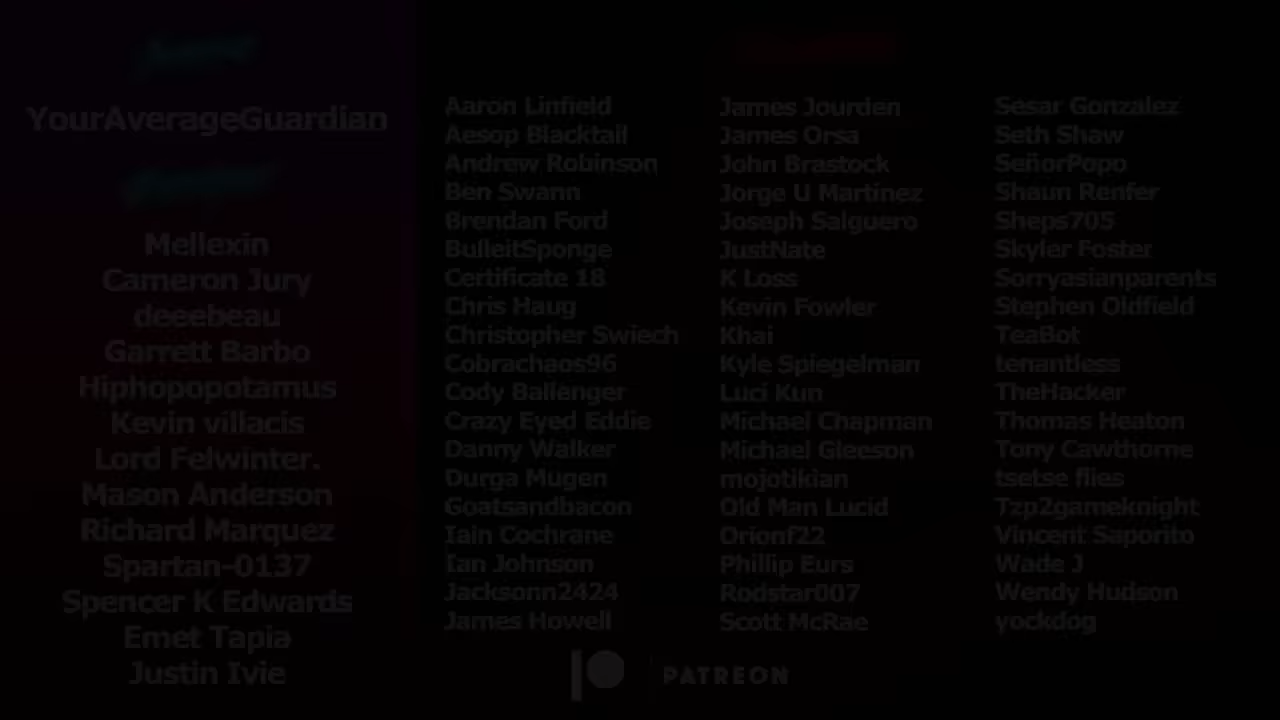 YourAverageGuardian
Mellexin
Cameron Jury
deeebeau
Garrett Barbo
Hiphopopotamus
Kevin villacis
Lord Felwinter.
Mason Anderson
Richard Marquez
Spartan-0137
Spencer K Edwards
Emet Tapia
Justin Ivie
Aaron Linfield
Aesop Blacktail
Andrew Robinson
Ben Swann
Brendan Ford
BulleitSponge
Certificate 18
Chris Haug
Christopher Swiech
Cobrachaos96
Cody Ballenger
Crazy Eyed Eddie
Danny Walker
Durga Mugen
Goatsandbacon
Iain Cochrane
Ian Johnson
Jacksonn2424
James Howell
James Jourden
James Orsa
John Brastock
Jorge U Martinez
Joseph Salguero
JustNate
K Loss
Kevin Fowler
Khai
Kyle Spiegelman
Luci Kun
Michael Chapman
Michael Gleeson
mojotikian
Old Man Lucid
Orionf22
Phillip Eurs
Rodstar007
Scott McRae
Sesar Gonzalez
Seth Shaw
SeñorPopo
Shaun Renfer
Sheps705
Skyler Foster
Sorryasianparents
Stephen Oldfield
TeaBot
tenantless
TheHacker
Thomas Heaton
Tony Cawthorne
tsetse flies
Tzp2gameknight
Vincent Saporito
Wade J
Wendy Hudson
yockdog
PATREON